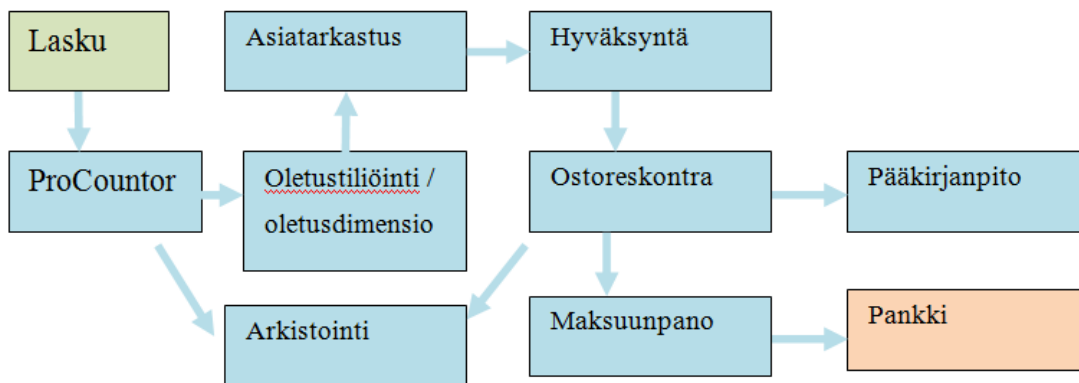 Lasku
Asiatarkastus
Hyväksyntä
ProCountor
Oletustiliöinti /
oletusdimensio
Ostoreskontra
Pääkirjanpito
Arkistointi
Maksuunpano
Pankki